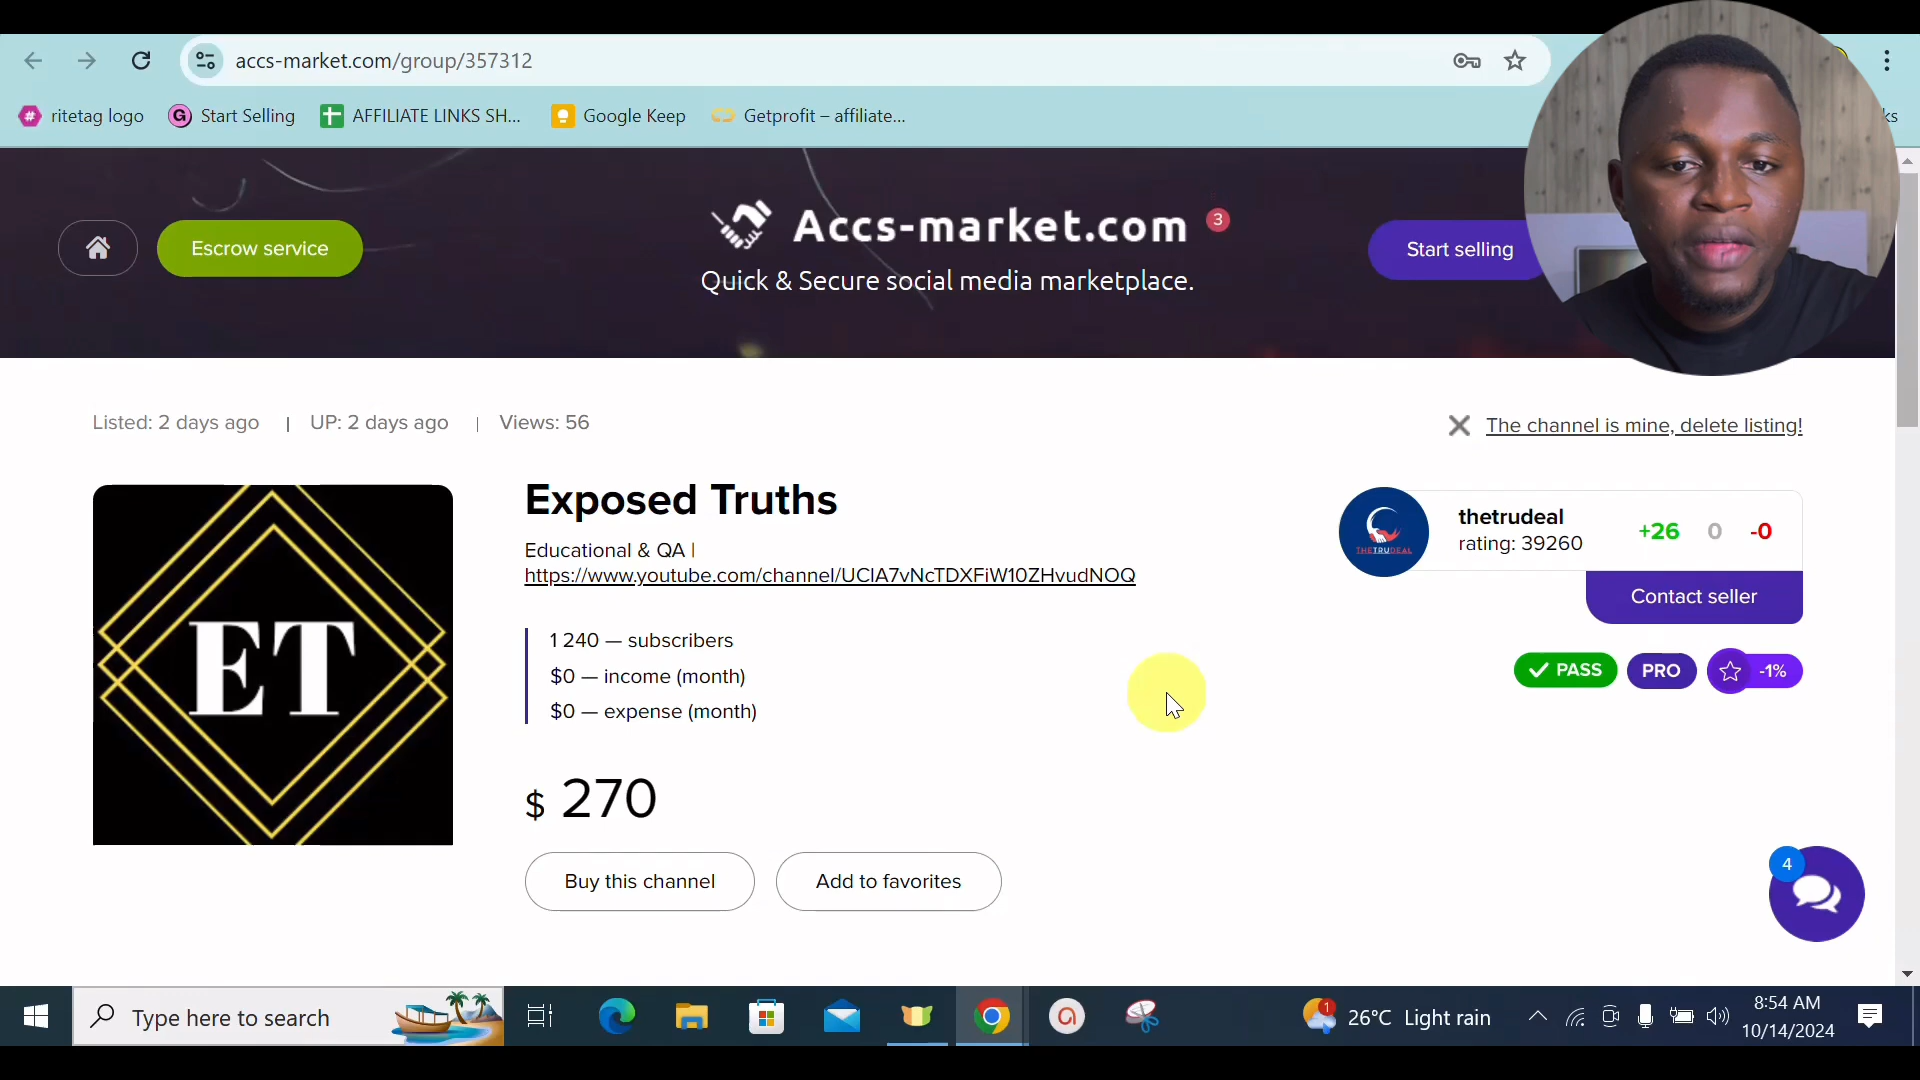 accs-market.com/group/357312
ritetag logo
Start Selling
AFFILIATE LINKS SH...
Google Keep
Getprofit – affiliate...
ks
Escrow service
Accs-market.com
3
Quick & Secure social media marketplace.
Start selling
Listed: 2 days ago | UP: 2 days ago | Views: 56
The channel is mine, delete listing!
ET
Exposed Truths
Educational & QA |
https://www.youtube.com/channel/UCIA7vNcTDXFiW10ZHvudNOQ
1 240 — subscribers
$0 — income (month)
$0 — expense (month)
$ 270
Buy this channel
Add to favorites
THETRUDEAL
thetrudeal
rating: 39260
+26 0 -0
Contact seller
PASS
PRO
-1%
4
Type here to search
1
26°C Light rain
8:54 AM
10/14/2024